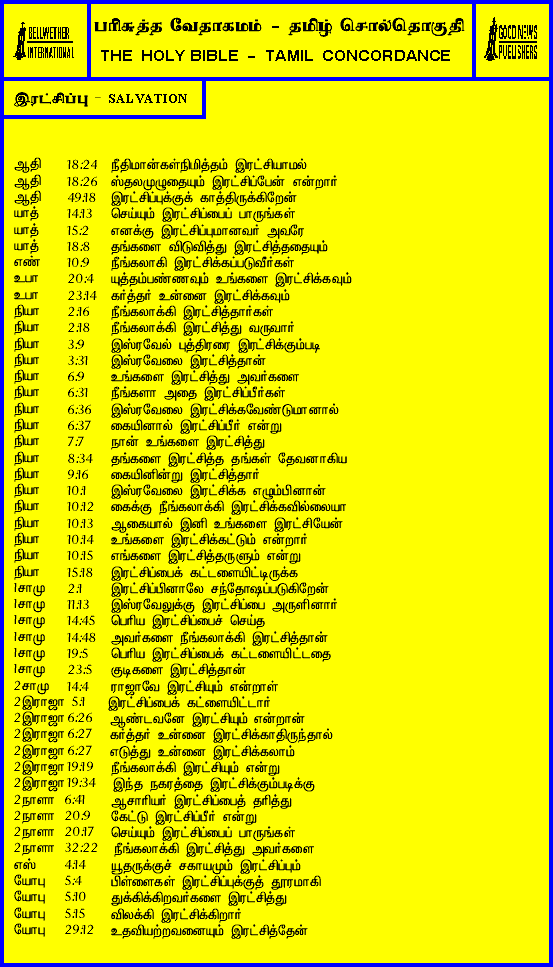 BELLWETHER
INTERNATIONAL
பரிசுத்த வேதாகமம் - தமிழ் சொல்தொகுதி
THE HOLY BIBLE - TAMIL CONCORDANCE
GOOD NEWS
PUBLISHERS
இரட்சிப்பு - SALVATION
ஆதி 18:24 நீதிமான்கள்நிமித்தம் இரட்சியாமல்
ஆதி 18:26 ஸ்தலமுழுதையும் இரட்சிப்பேன் என்றார்
ஆதி 49:18 இரட்சிப்புக்குக் காத்திருக்கிறேன்
யாத் 14:13 செய்யும் இரட்சிப்பைப் பாருங்கள்
யாத் 15:2 எனக்கு இரட்சிப்புமானவர் அவரே
யாத் 18:8 தங்களை விடுவித்து இரட்சித்ததையும்
எண் 10:9 நீங்கலாகி இரட்சிக்கப்படுவீர்கள்
உபா 20:4 யுத்தம்பண்ணவும் உங்களை இரட்சிக்கவும்
உபா 23:14 கர்த்தர் உன்னை இரட்சிக்கவும்
நியா 2:16 நீங்கலாக்கி இரட்சித்தார்கள்
நியா 2:18 நீங்கலாக்கி இரட்சித்து வருவார்
நியா 3:9 இஸ்ரவேல் புத்திரரை இரட்சிக்கும்படி
நியா 3:31 இஸ்ரவேலை இரட்சித்தான்
நியா 6:9 உங்களை இரட்சித்து அவர்களை
நியா 6:31 நீங்களா அதை இரட்சிப்பீர்கள்
நியா 6:36 இஸ்ரவேலை இரட்சிக்கவேண்டுமானால்
நியா 6:37 கையினால் இரட்சிப்பீர் என்று
நியா 7:7 நான் உங்களை இரட்சித்து
நியா 8:34 தங்களை இரட்சித்த தங்கள் தேவனாகிய
நியா 9:16 கையினின்று இரட்சித்தார்
நியா 10:1 இஸ்ரவேலை இரட்சிக்க எழும்பினான்
நியா 10:12 கைக்கு நீங்கலாக்கி இரட்சிக்கவில்லையா
நியா 10:13 ஆகையால் இனி உங்களை இரட்சியேன்
நியா 10:14 உங்களை இரட்சிக்கட்டும் என்றார்
நியா 10:15 எங்களை இரட்சித்தருளும் என்று
நியா 15:18 இரட்சிப்பைக் கட்டளையிட்டிருக்க
1சாமு 2:1 இரட்சிப்பினாலே சந்தோஷப்படுகிறேன்
1சாமு 11:13 இஸ்ரவேலுக்கு இரட்சிப்பை அருளினார்
1சாமு 14:45 பெரிய இரட்சிப்பைச் செய்த
1சாமு 14:48 அவர்களை நீங்கலாக்கி இரட்சித்தான்
1சாமு 19:5 பெரிய இரட்சிப்பைக் கட்டளையிட்டதை
1சாமு 23:5 குடிகளை இரட்சித்தான்
2சாமு 14:4 ராஜாவே இரட்சியும் என்றாள்
2இராஜா 5:1 இரட்சிப்பைக் கட்ளையிட்டார்
2இராஜா 6:26 ஆண்டவனே இரட்சியும் என்றான்
2இராஜா 6:27 கர்த்தர் உன்னை இரட்சிக்காதிருந்தால்
2இராஜா 6:27 எடுத்து உன்னை இரட்சிக்கலாம்
2இராஜா 19:19 நீங்கலாக்கி இரட்சியும் என்று
2இராஜா 19:34 இந்த நகரத்தை இரட்சிக்கும்படிக்கு
2நாளா 6:41 ஆசாரியர் இரட்சிப்பைத் தரித்து
2நாளா 20:9 கேட்டு இரட்சிப்பீர் என்று
2நாளா 20:17 செய்யும் இரட்சிப்பைப் பாருங்கள்
2நாளா 32:22 நீங்கலாக்கி இரட்சித்து அவர்களை
எஸ் 4:14 யூதருக்குச் சகாயமும் இரட்சிப்பும்
யோபு 5:4 பிள்ளைகள் இரட்சிப்புக்குத் தூரமாகி
யோபு 5:10 துக்கிக்கிறவர்களை இரட்சித்து
யோபு 5:15 விலக்கி இரட்சிக்கிறார்
யோபு 29:12 உதவியற்றவனையும் இரட்சித்தேன்